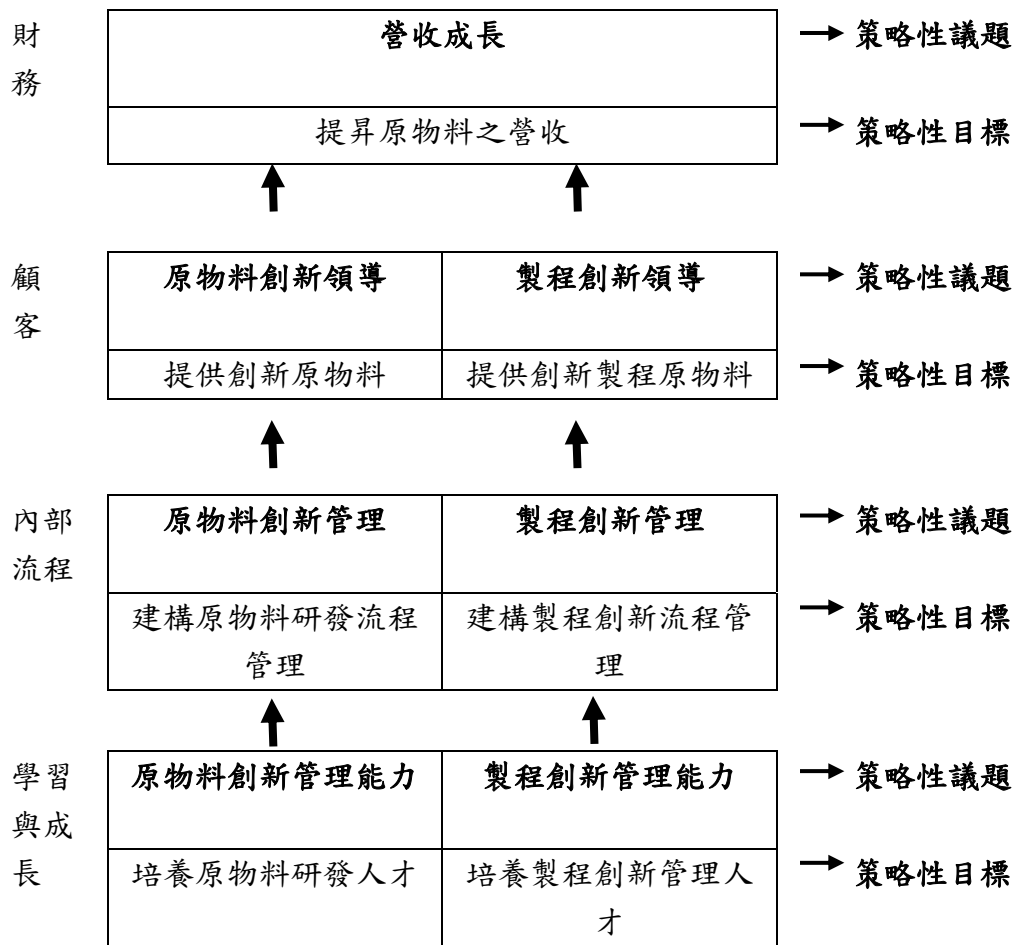 財
務
營收成長
策略性議題
提昇原物料之營收
策略性目標
顧
客
原物料創新領導
製程創新領導
策略性議題
提供創新原物料
提供創新製程原物料
策略性目標
內部
流程
原物料創新管理
製程創新管理
策略性議題
建構原物料研發流程
管理
建構製程創新流程管
理
策略性目標
學習
與成
長
原物料創新管理能力
製程創新管理能力
策略性議題
培養原物料研發人才
培養製程創新管理人
才
策略性目標